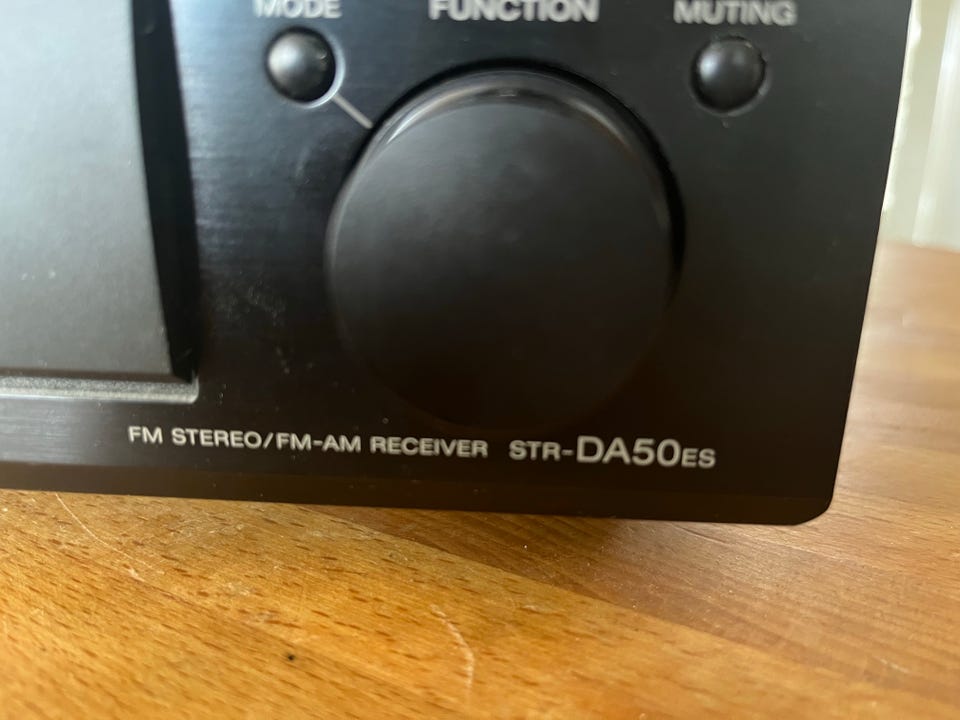 MODE FUNCTION MUTING
FM STEREO/FM-AM RECEIVER STR-DA50ES